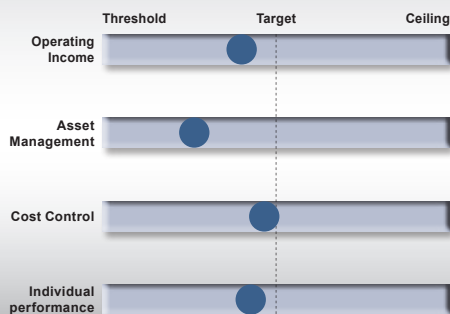 Threshold Target Ceiling
Operating
Income
Asset
Management
Cost Control
Individual
performance